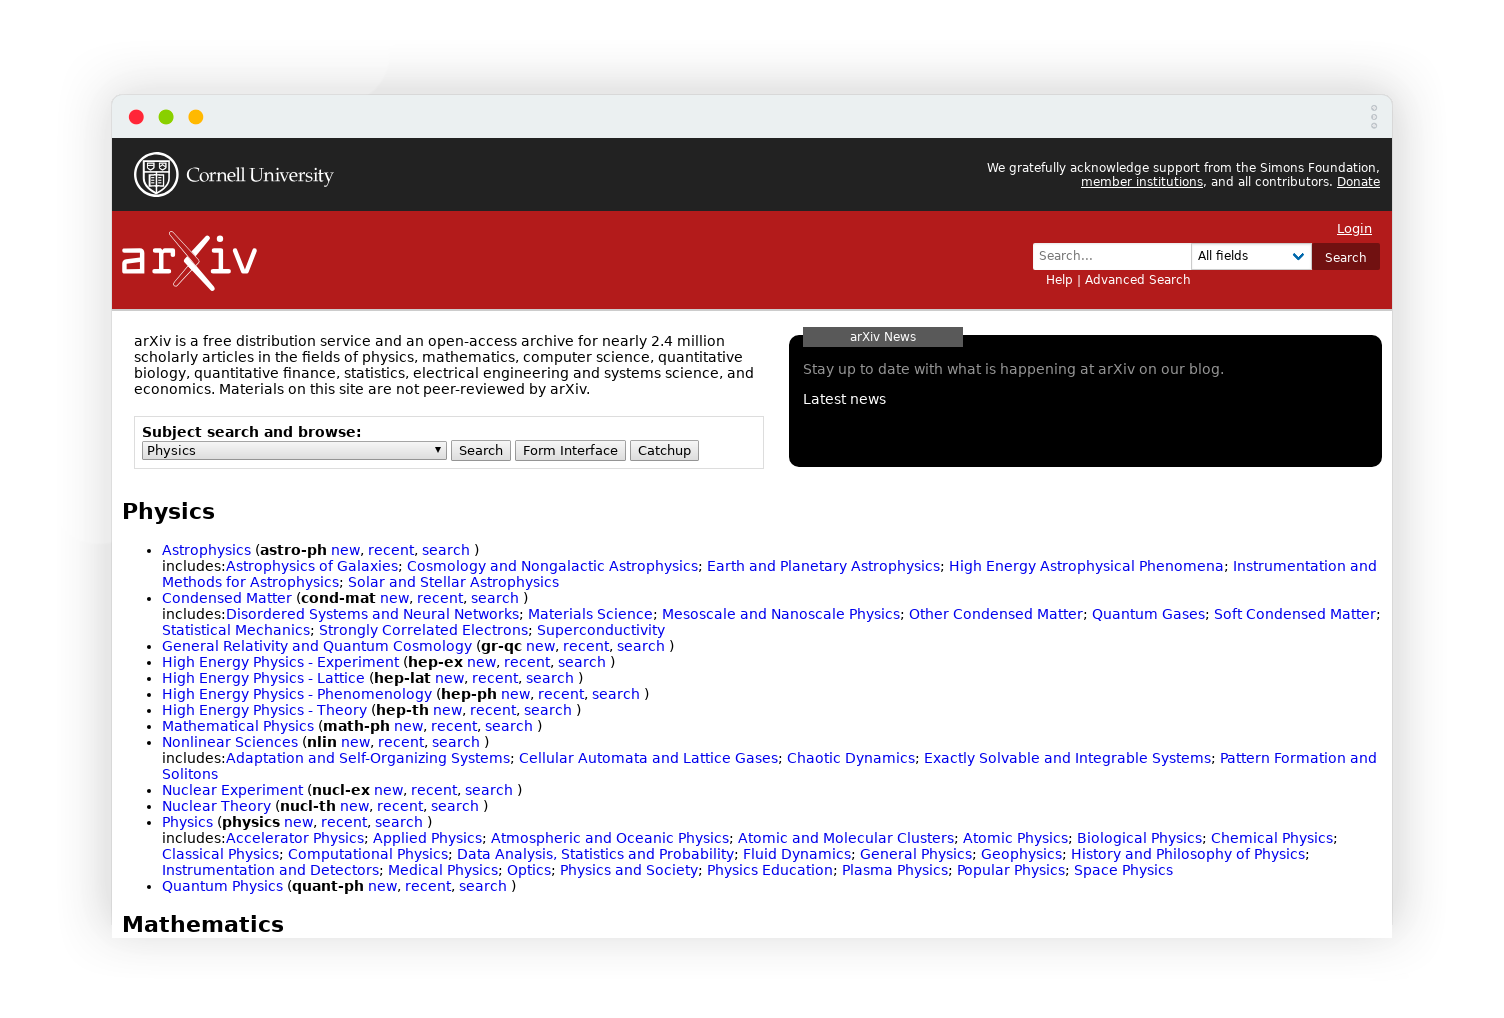 Cornell University
We gratefully acknowledge support from the Simons Foundation,
member institutions, and all contributors. Donate
arXiv
Login
Search...
All fields
Search
Help | Advanced Search
arXiv is a free distribution service and an open-access archive for nearly 2.4 million
scholarly articles in the fields of physics, mathematics, computer science, quantitative
biology, quantitative finance, statistics, electrical engineering and systems science, and
economics. Materials on this site are not peer-reviewed by arXiv.
arXiv News
Stay up to date with what is happening at arXiv on our blog.
Latest news
Subject search and browse:
Physics
Search
Form Interface
Catchup
Physics
Astrophysics (astro-ph new, recent, search )
includes:Astrophysics of Galaxies; Cosmology and Nongalactic Astrophysics; Earth and Planetary Astrophysics; High Energy Astrophysical Phenomena; Instrumentation and
Methods for Astrophysics; Solar and Stellar Astrophysics
Condensed Matter (cond-mat new, recent, search )
includes:Disordered Systems and Neural Networks; Materials Science; Mesoscale and Nanoscale Physics; Other Condensed Matter; Quantum Gases; Soft Condensed Matter;
Statistical Mechanics; Strongly Correlated Electrons; Superconductivity
General Relativity and Quantum Cosmology (gr-qc new, recent, search )
High Energy Physics - Experiment (hep-ex new, recent, search )
High Energy Physics - Lattice (hep-lat new, recent, search )
High Energy Physics - Phenomenology (hep-ph new, recent, search )
High Energy Physics - Theory (hep-th new, recent, search )
Mathematical Physics (math-ph new, recent, search )
Nonlinear Sciences (nlin new, recent, search )
includes:Adaptation and Self-Organizing Systems; Cellular Automata and Lattice Gases; Chaotic Dynamics; Exactly Solvable and Integrable Systems; Pattern Formation and
Solitons
Nuclear Experiment (nucl-ex new, recent, search )
Nuclear Theory (nucl-th new, recent, search )
Physics (physics new, recent, search )
includes:Accelerator Physics; Applied Physics; Atmospheric and Oceanic Physics; Atomic and Molecular Clusters; Atomic Physics; Biological Physics; Chemical Physics;
Classical Physics; Computational Physics; Data Analysis, Statistics and Probability; Fluid Dynamics; General Physics; Geophysics; History and Philosophy of Physics;
Instrumentation and Detectors; Medical Physics; Optics; Physics and Society; Physics Education; Plasma Physics; Popular Physics; Space Physics
Quantum Physics (quant-ph new, recent, search )
Mathematics